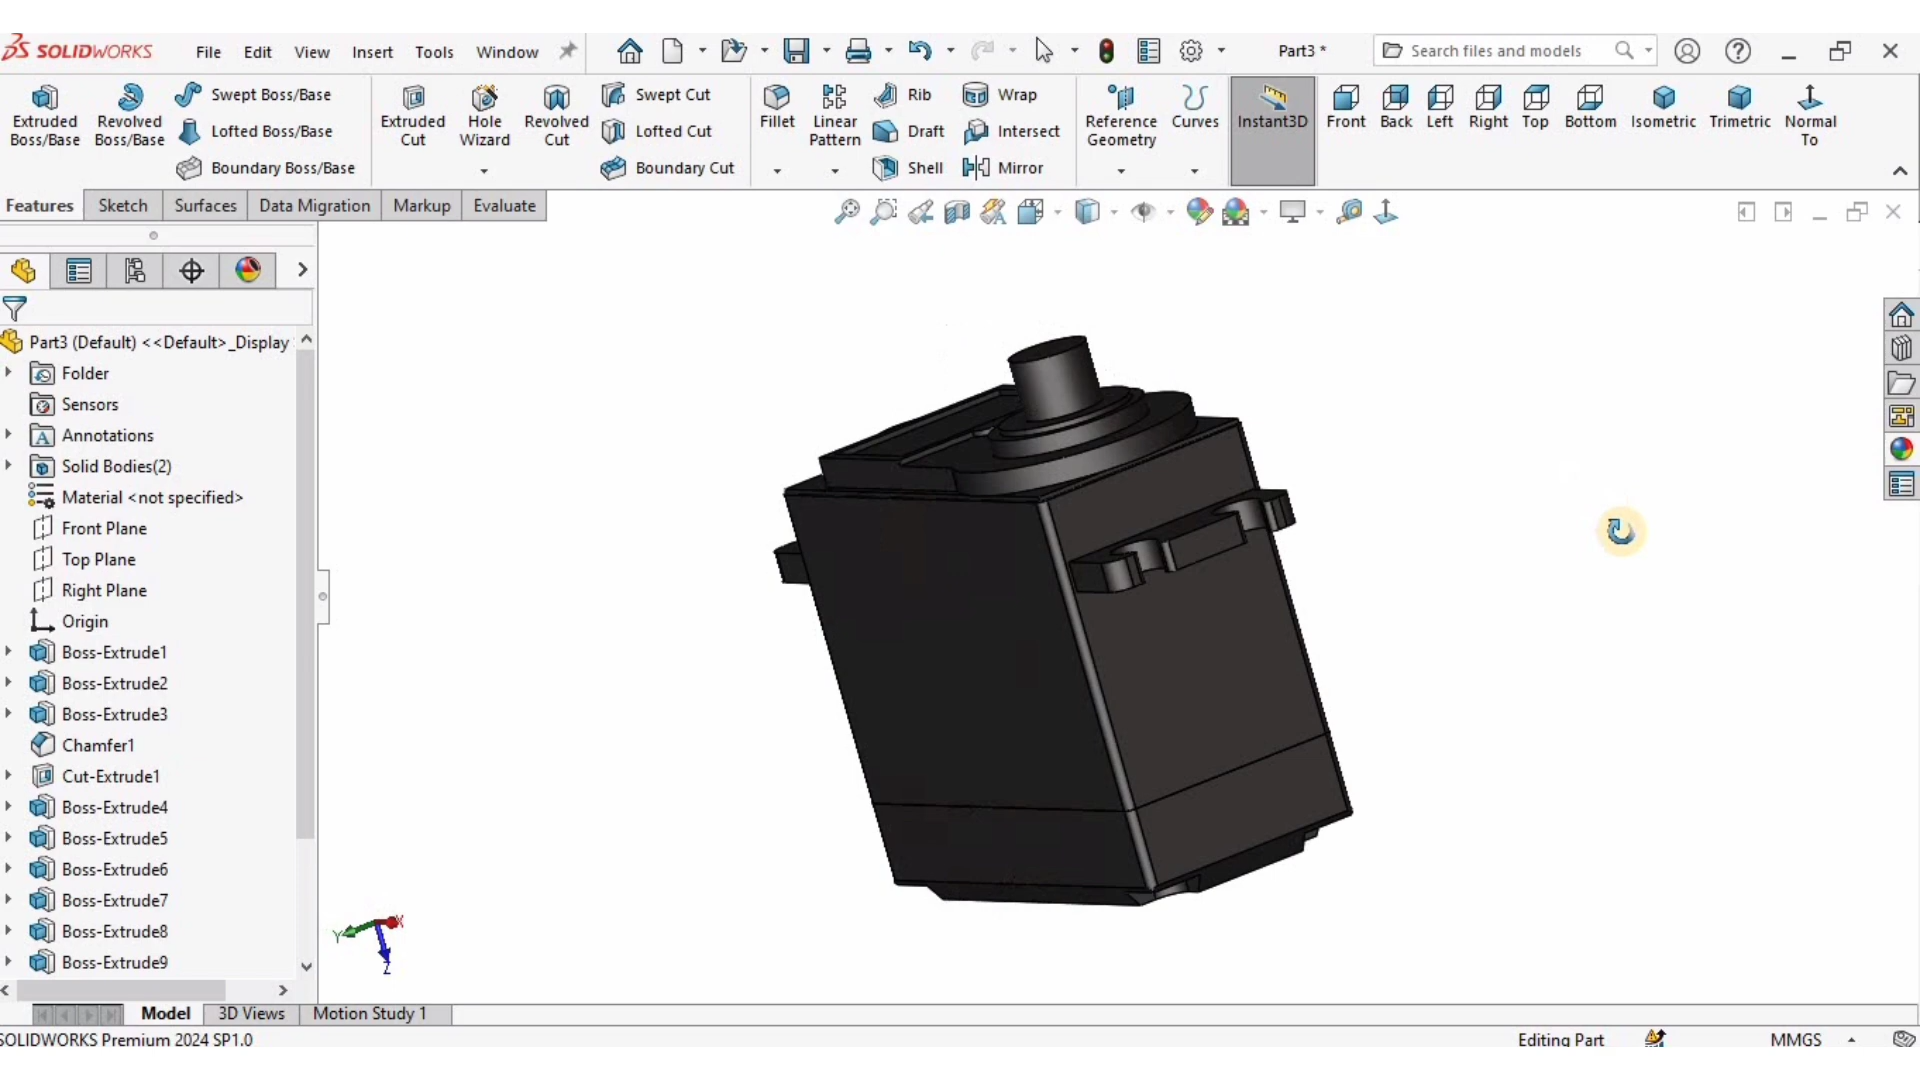 SOLIDWORKS File Edit View Insert Tools Window Part3 * Search files and models
Extruded Boss/Base
Revolved Boss/Base
Swept Boss/Base
Lofted Boss/Base
Boundary Boss/Base
Extruded Cut
Hole Wizard
Revolved Cut
Swept Cut
Lofted Cut
Boundary Cut
Fillet
Linear Pattern
Rib
Draft
Shell
Wrap
Intersect
Mirror
Reference Geometry
Curves
Instant3D
Front
Back
Left
Right
Top
Bottom
Isometric
Trimetric
Normal To
Features Sketch Surfaces Data Migration Markup Evaluate
Part3 (Default) <<Default>_Display
Folder
Sensors
Annotations
Solid Bodies(2)
Material <not specified>
Front Plane
Top Plane
Right Plane
Origin
Boss-Extrude1
Boss-Extrude2
Boss-Extrude3
Chamfer1
Cut-Extrude1
Boss-Extrude4
Boss-Extrude5
Boss-Extrude6
Boss-Extrude7
Boss-Extrude8
Boss-Extrude9
Y X
Z
Model 3D Views Motion Study 1
SOLIDWORKS Premium 2024 SP1.0 Editing Part MMGS